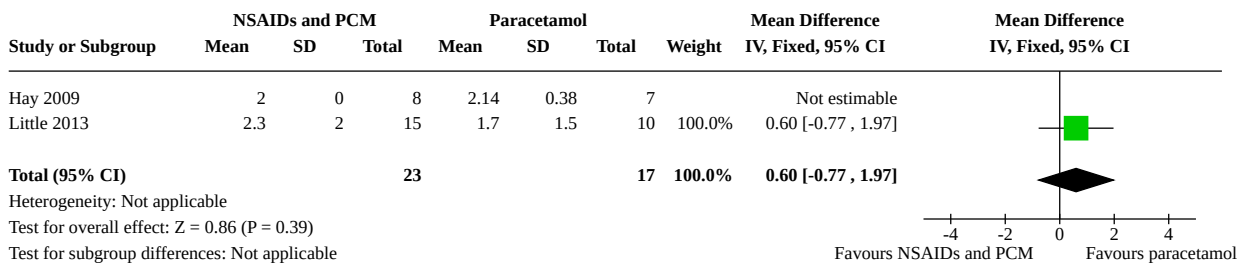 NSAIDs and PCM Paracetamol Mean Difference Mean Difference
Study or Subgroup Mean SD Total Mean SD Total Weight IV, Fixed, 95% CI IV, Fixed, 95% CI
Hay 2009 2 0 8 2.14 0.38 7 Not estimable
Little 2013 2.3 2 15 1.7 1.5 10 100.0% 0.60 [-0.77 , 1.97]
Total (95% CI) 23 17 100.0% 0.60 [-0.77 , 1.97]
Heterogeneity: Not applicable
Test for overall effect: Z = 0.86 (P = 0.39)
-4 -2 0 2 4
Test for subgroup differences: Not applicable Favours NSAIDs and PCM Favours paracetamol